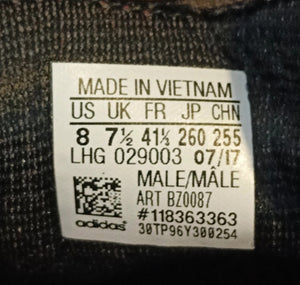 MADE IN VIETNAM
US UK FR JP CHN
8 7½ 41⅓ 260 255
LHG 029003 07/17
MALE/MÂLE
ART BZ0087
#118363363
adidas 30TP96Y300254